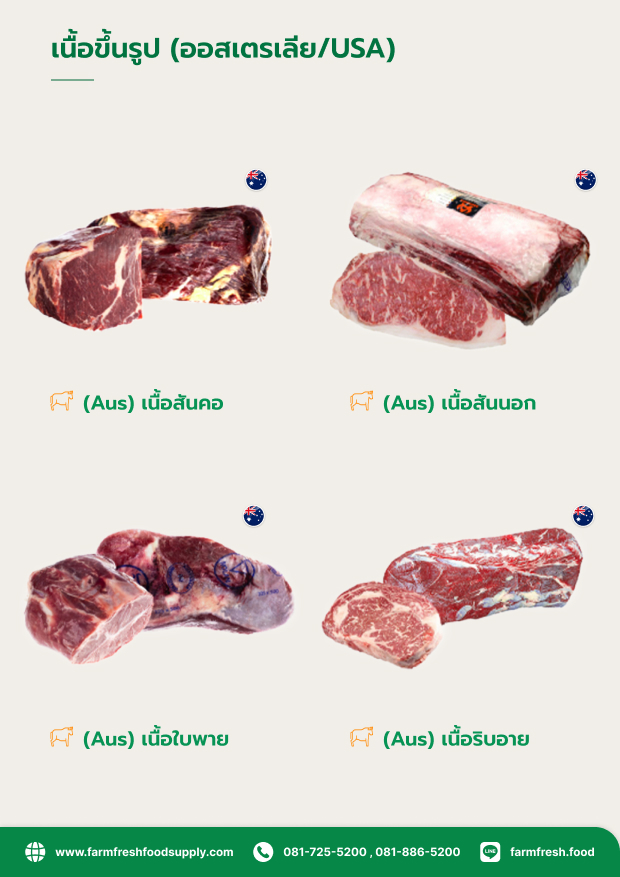 เนื้อขึ้นรูป (ออสเตรเลีย/USA)
(Aus) เนื้อสันคอ
(Aus) เนื้อสันนอก
(Aus) เนื้อใบพาย
(Aus) เนื้อริบอาย
www.farmfreshfoodsupply.com
081-725-5200 , 081-886-5200
LINE
farmfresh.food